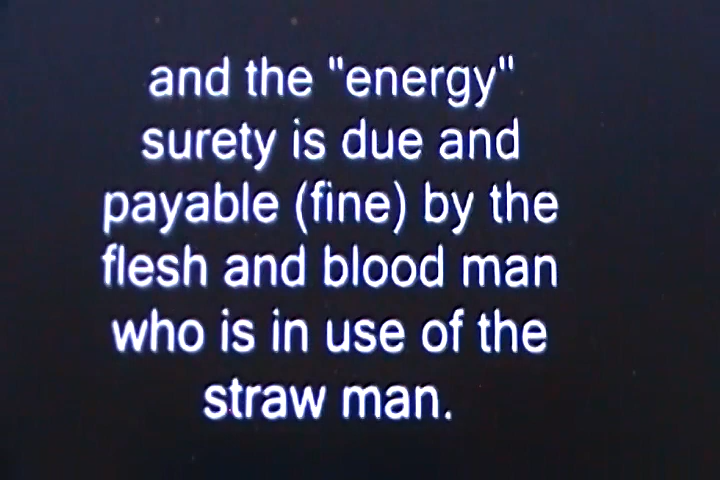 and the "energy"
surety is due and
payable (fine) by the
flesh and blood man
who is in use of the
straw man.